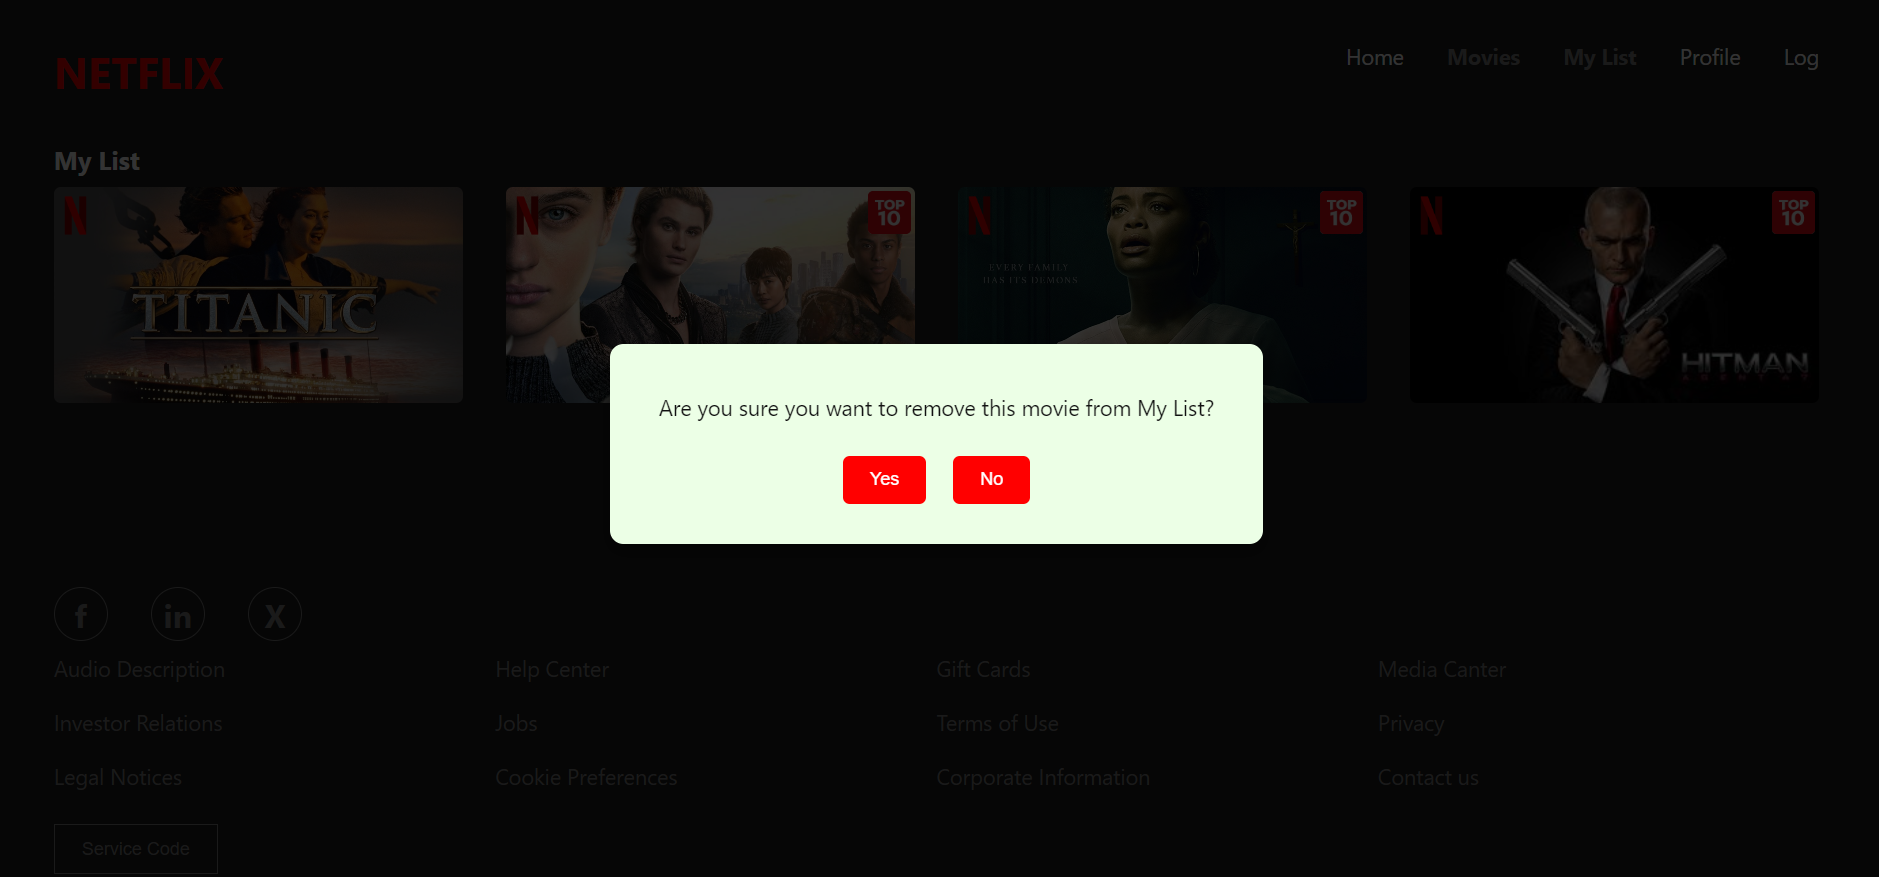 NETFLIX
Home Movies My List Profile Log
My List
N
TITANIC
N
TOP
10
N
TOP
10
EVERY FAMILY
HAS ITS DEMONS
N
TOP
10
HITMAN
Are you sure you want to remove this movie from My List?
Yes No
f in X
Audio Description Help Center Gift Cards Media Canter
Investor Relations Jobs Terms of Use Privacy
Legal Notices Cookie Preferences Corporate Information Contact us
Service Code